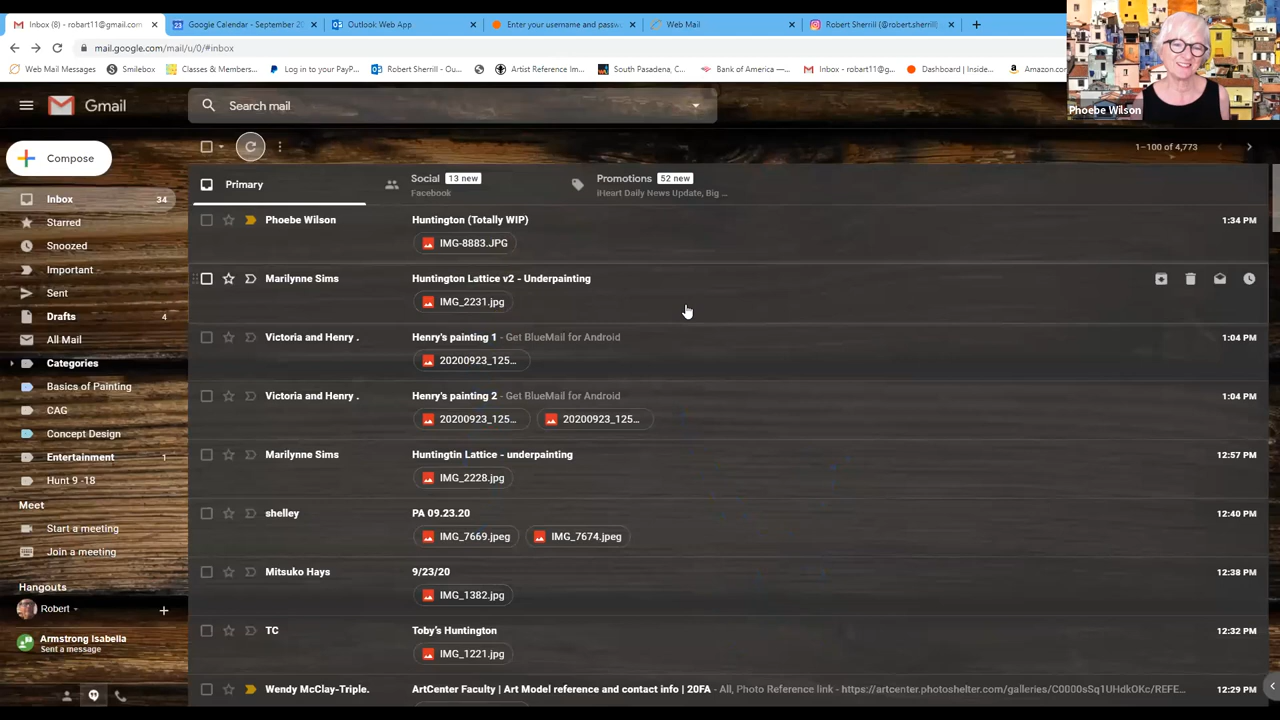 Inbox (8) - robart11@gmail.com
Google Calendar - September 20
Outlook Web App
Enter your username and passw
Web Mail
Robert Sherrill (@robert.sherrill
mail.google.com/mail/u/0/#inbox
Web Mail Messages
Smilebox
Classes & Members...
Log in to your PayP...
Robert Sherrill - Ou...
Artist Reference Im...
South Pasadena, C...
Bank of America —...
Inbox - robart11@g...
Dashboard | Inside...
Amazon.com
Phoebe Wilson
Gmail
Search mail
Compose
1–100 of 4,773
Primary
Social 13 new
Facebook
Promotions 52 new
iHeart Daily News Update, Big ...
Inbox 34
Starred
Snoozed
Important
Sent
Drafts 4
All Mail
Categories
Basics of Painting
CAG
Concept Design
Entertainment 1
Hunt 9 -18
Meet
Start a meeting
Join a meeting
Hangouts
Robert
Armstrong Isabella
Sent a message
Phoebe Wilson Huntington (Totally WIP) 1:34 PM
IMG-8883.JPG
Marilynne Sims Huntington Lattice v2 - Underpainting
IMG_2231.jpg
Victoria and Henry . Henry's painting 1 - Get BlueMail for Android 1:04 PM
20200923_125...
Victoria and Henry . Henry's painting 2 - Get BlueMail for Android 1:04 PM
20200923_125... 20200923_125...
Marilynne Sims Huntingtin Lattice - underpainting 12:57 PM
IMG_2228.jpg
shelley PA 09.23.20 12:40 PM
IMG_7669.jpeg IMG_7674.jpeg
Mitsuko Hays 9/23/20 12:38 PM
IMG_1382.jpg
TC Toby's Huntington 12:32 PM
IMG_1221.jpg
Wendy McClay-Triple. ArtCenter Faculty | Art Model reference and contact info | 20FA - All, Photo Reference link - https://artcenter.photoshelter.com/galleries/C0000sSq1UHdkOKc/REFE... 12:29 PM